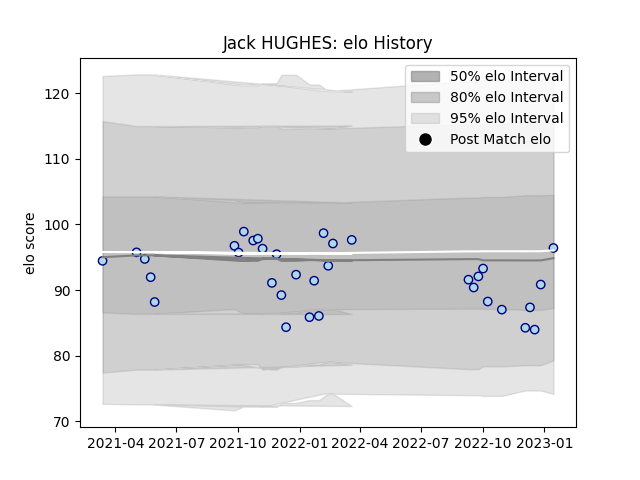 Jack HUGHES: elo History
50% elo Interval
80% elo Interval
95% elo Interval
Post Match elo
elo score
120
110
100
90
80
70
2021-04 2021-07 2021-10 2022-01 2022-04 2022-07 2022-10 2023-01